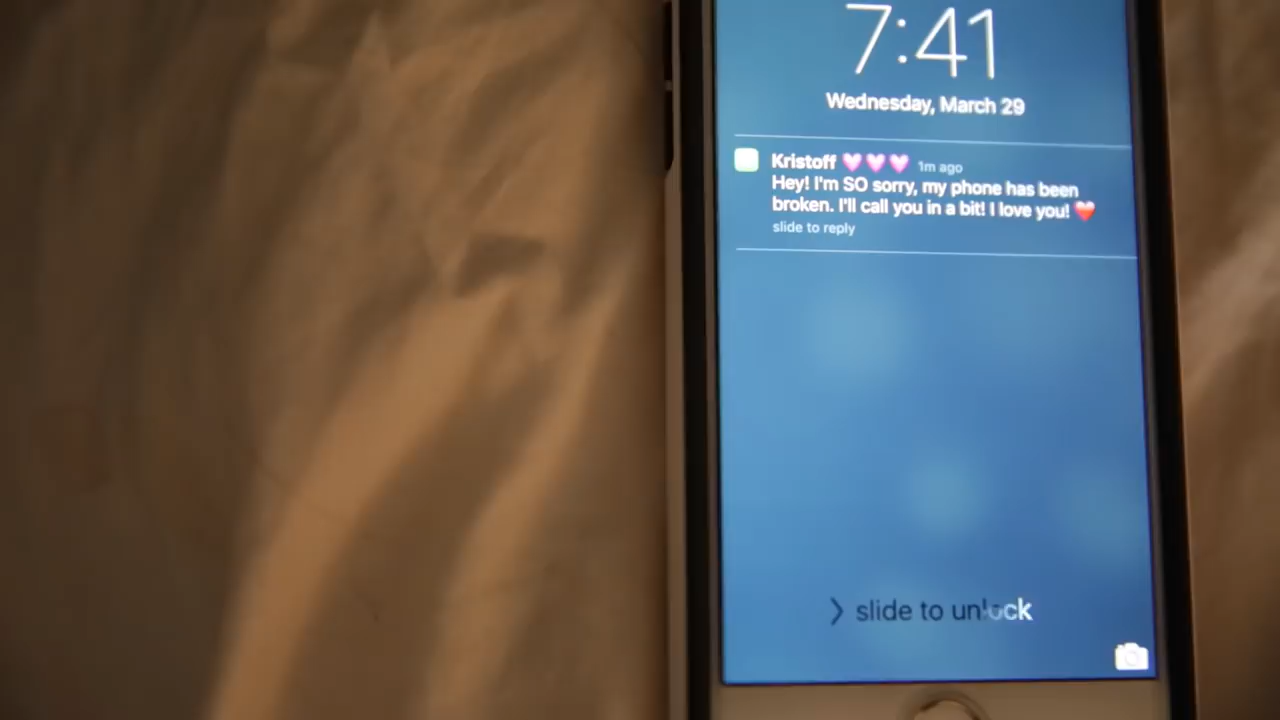 7:41
Wednesday, March 29
Kristoff 💗💗💗 1m ago
Hey! I'm SO sorry, my phone has been
broken. I'll call you in a bit! I love you! ❤️
slide to reply
> slide to unlock